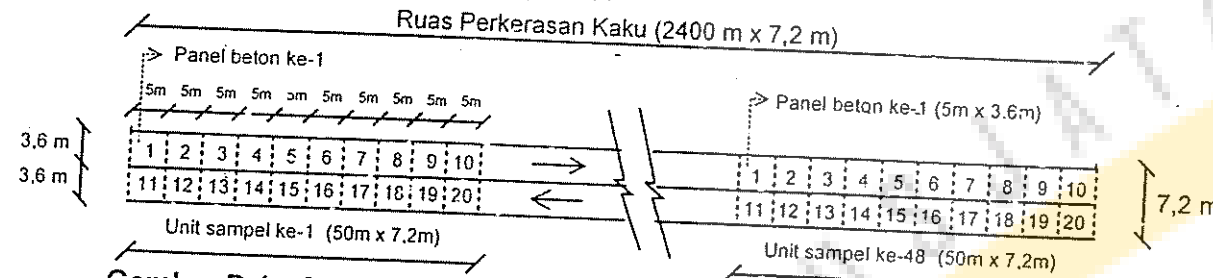 Ruas Perkerasan Kaku (2400 m x 7,2 m)
Panel beton ke-1
5m 5m 5m 5m 5m 5m 5m 5m 5m 5m
Panel beton ke-1 (5m x 3.6m)
3,6 m
1 2 3 4 5 6 7 8 9 10
1 2 3 4 5 6 7 8 9 10
3,6 m
11 12 13 14 15 16 17 18 19 20
11 12 13 14 15 16 17 18 19 20
7,2 m
Unit sampel ke-1 (50m x 7,2m)
Unit sampel ke-48 (50m x 7,2m)